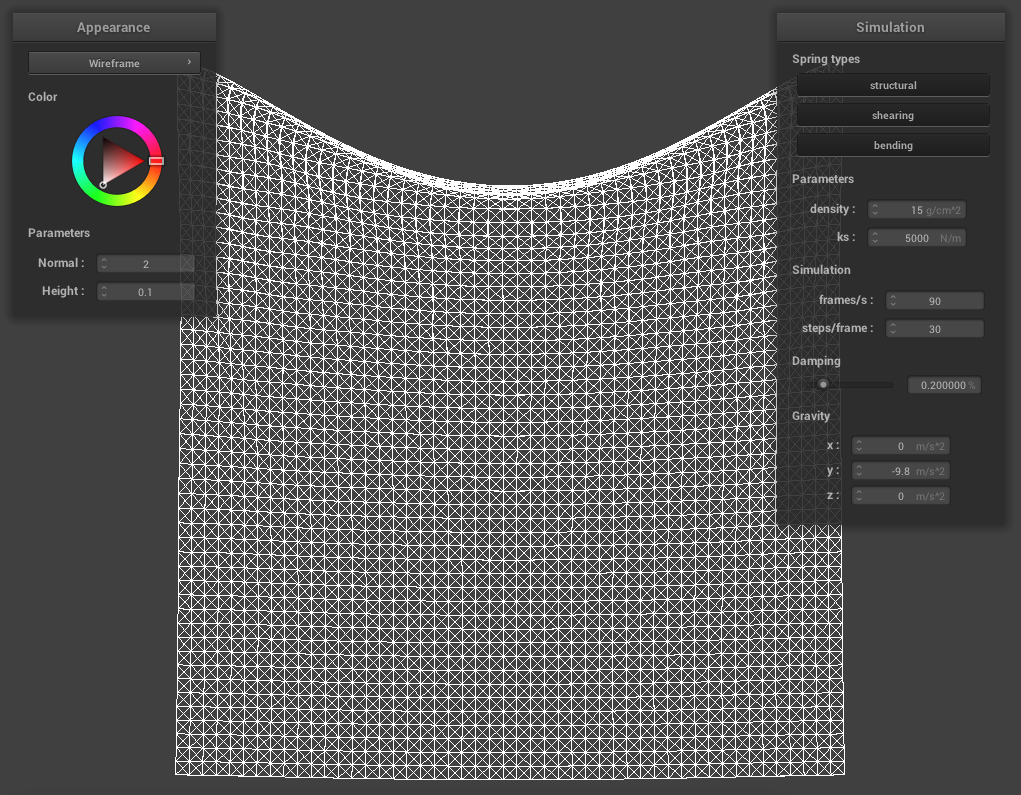 Appearance
Wireframe ›
Color
Parameters
Normal : 2
Height : 0.1
Simulation
Spring types
structural
shearing
bending
Parameters
density : 15 g/cm^2
ks : 5000 N/m
Simulation
frames/s : 90
steps/frame : 30
Damping
0.200000 %
Gravity
x : 0 m/s^2
y : -9.8 m/s^2
z : 0 m/s^2